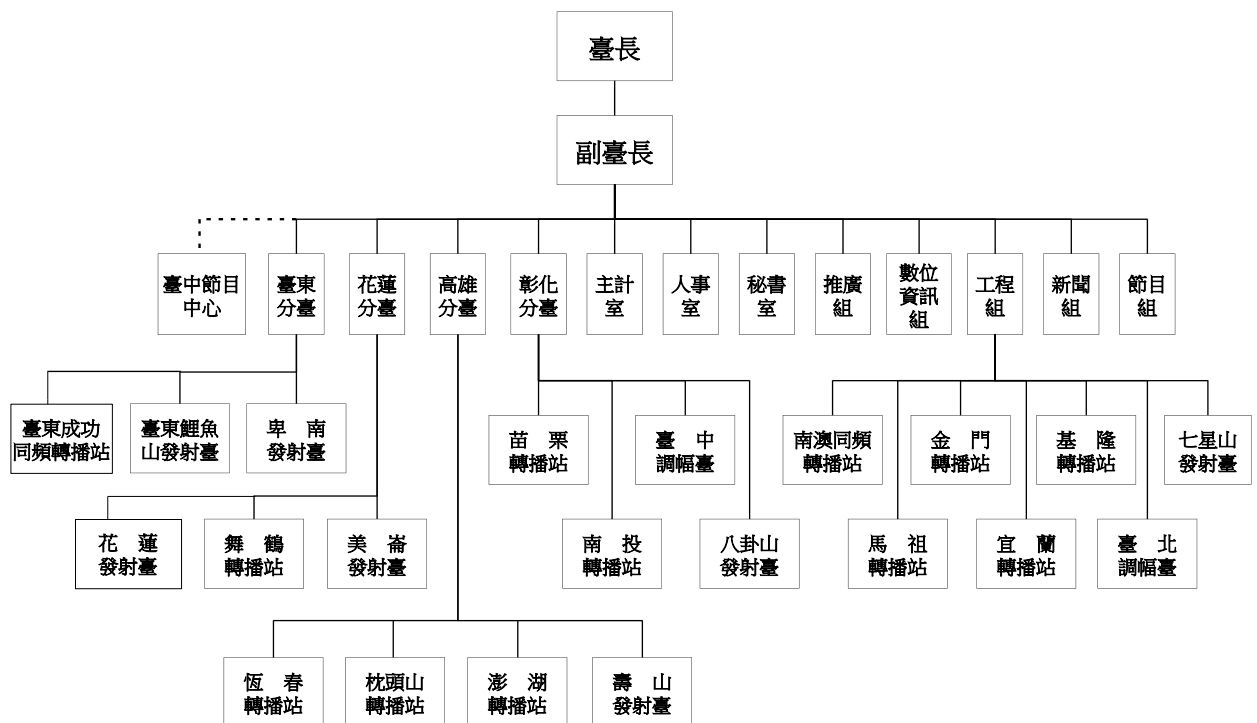 臺長
副臺長
臺中節目
中心
臺東
分臺
花蓮
分臺
高雄
分臺
彰化
分臺
主計
室
人事
室
秘書
室
推廣
組
數位
資訊
組
工程
組
新聞
組
節目
組
臺東成功
同頻轉播站
臺東鯉魚
山發射臺
卑　南
發射臺
苗　栗
轉播站
臺　中
調幅臺
南澳同頻
轉播站
金　門
轉播站
基　隆
轉播站
七星山
發射臺
花　蓮
發射臺
舞　鶴
轉播站
美　崙
發射臺
南　投
轉播站
八卦山
發射臺
馬　祖
轉播站
宜　蘭
轉播站
臺　北
調幅臺
恆　春
轉播站
枕頭山
轉播站
澎　湖
轉播站
壽　山
發射臺